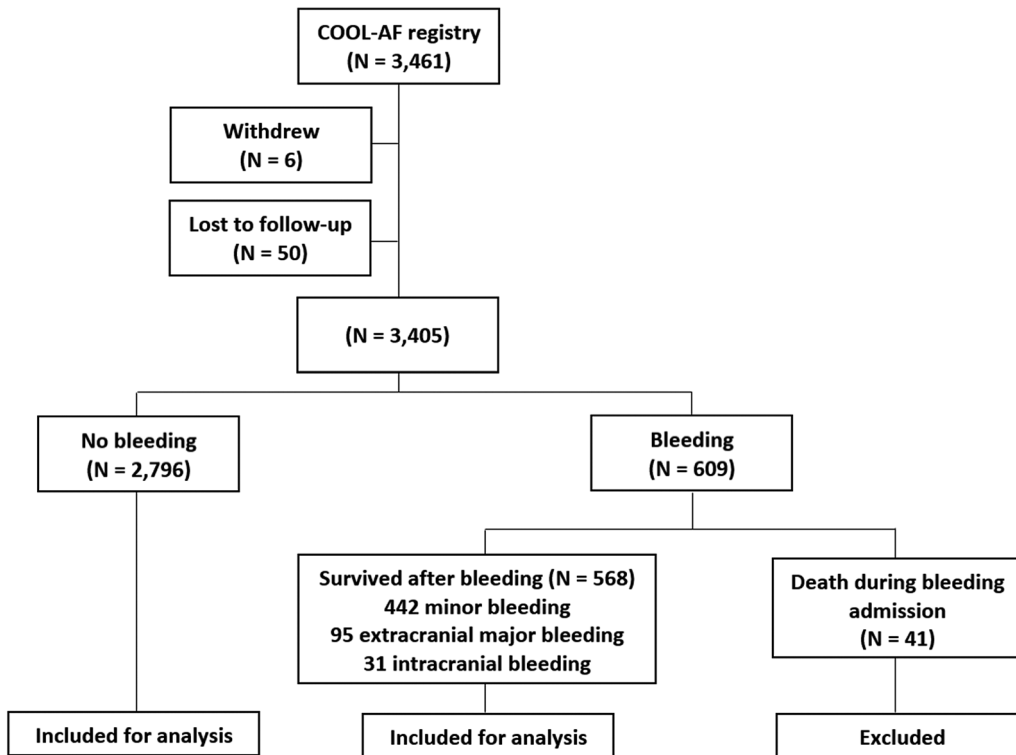 COOL-AF registry
(N = 3,461)
Withdrew
(N = 6)
Lost to follow-up
(N = 50)
(N = 3,405)
No bleeding
(N = 2,796)
Bleeding
(N = 609)
Survived after bleeding (N = 568)
442 minor bleeding
95 extracranial major bleeding
31 intracranial bleeding
Death during bleeding
admission
(N = 41)
Included for analysis
Included for analysis
Excluded